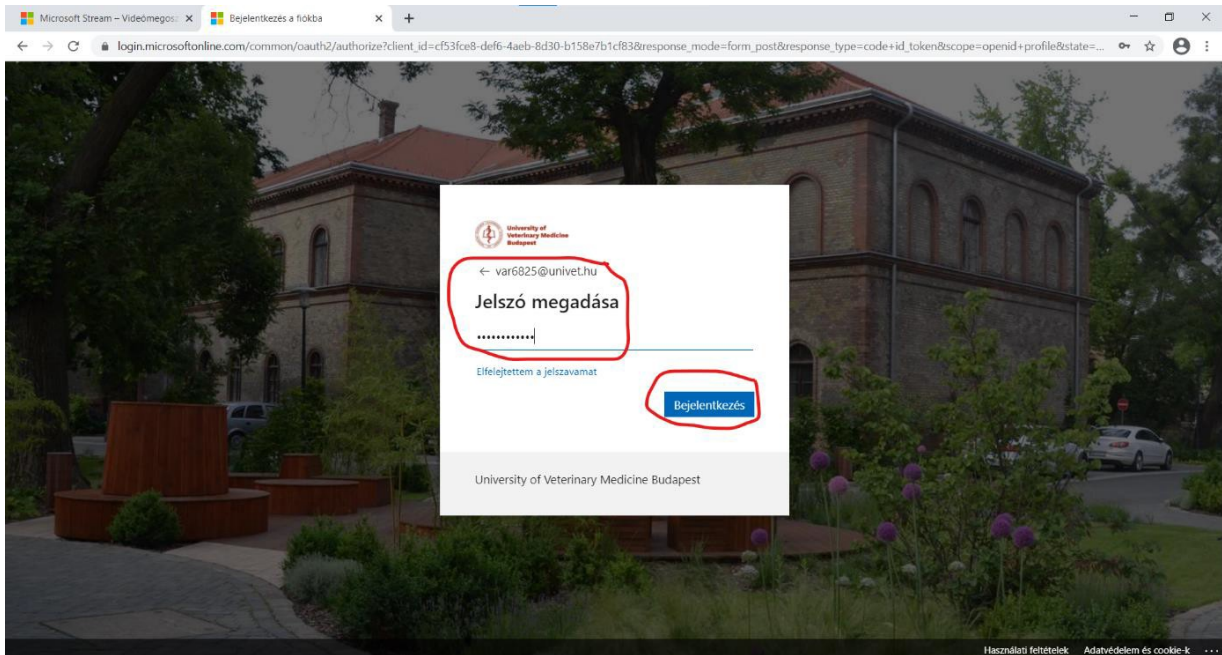 Microsoft Stream – Videómegos
Bejelentkezés a fiókba
login.microsoftonline.com/common/oauth2/authorize?client_id=cf53fce8-def6-4aeb-8d30-b158e7b1cf83&response_mode=form_post&response_type=code+id_token&scope=openid+profile&state=...
University of
Veterinary Medicine
Budapest
← var6825@univet.hu
Jelszó megadása
••••••••••••
Elfelejtettem a jelszavamat
Bejelentkezés
University of Veterinary Medicine Budapest
Használati feltételek Adatvédelem és cookie-k ...